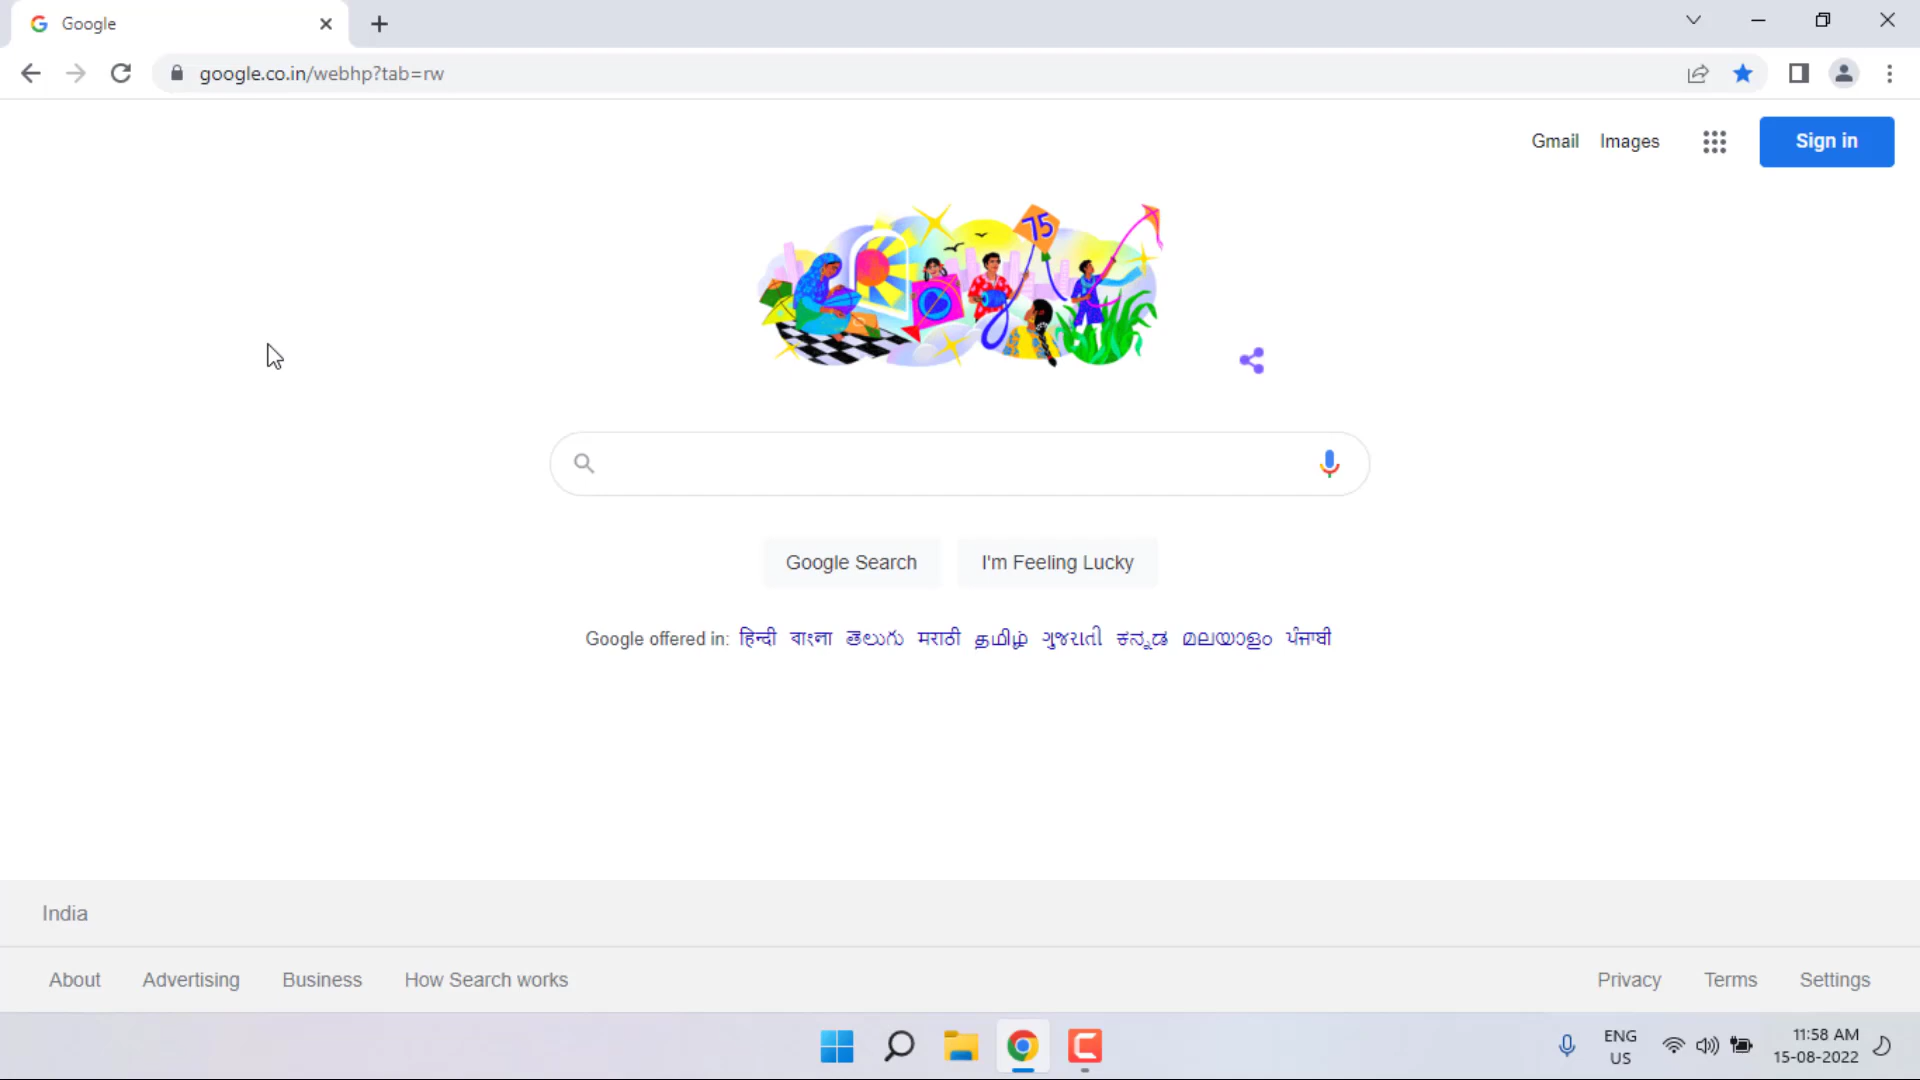 Google
google.co.in/webhp?tab=rw
Gmail Images Sign in
75
Google Search I'm Feeling Lucky
Google offered in: हिन्दी বাংলা తెలుగు मराठी தமிழ் ગુજરાતી ಕನ್ನಡ മലയാളം ਪੰਜਾਬੀ
India
About Advertising Business How Search works Privacy Terms Settings
ENG 11:58 AM
US 15-08-2022